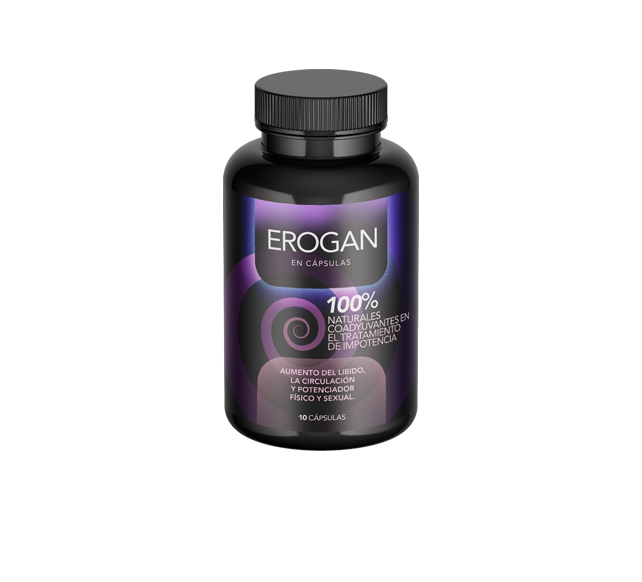 EROGAN
EN CÁPSULAS
100%
NATURALES
COADYUVANTES EN
EL TRATAMIENTO
DE IMPOTENCIA
AUMENTO DEL LIBIDO,
LA CIRCULACIÓN
Y POTENCIADOR
FÍSICO Y SEXUAL.
10 CÁPSULAS